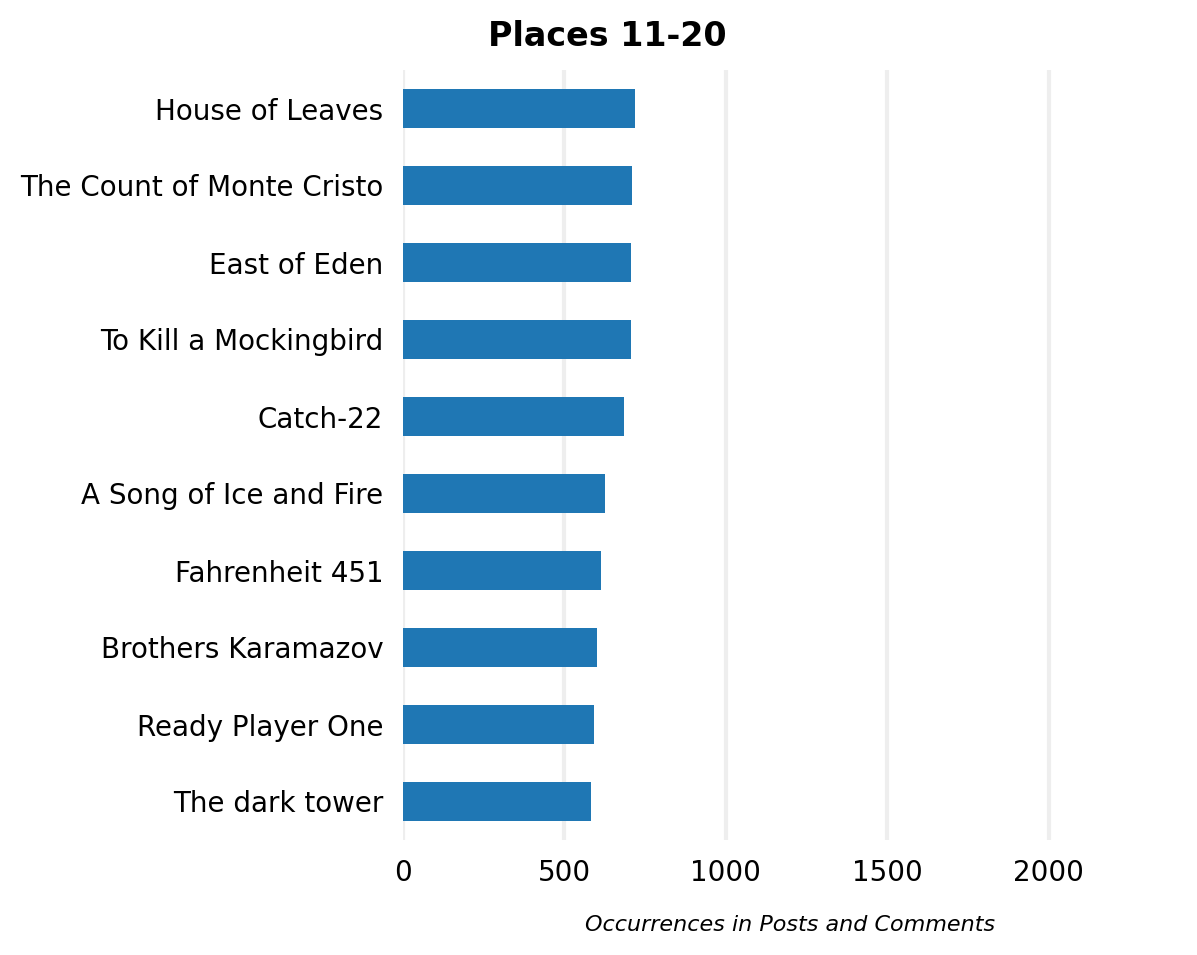 Places 11-20
House of Leaves
The Count of Monte Cristo
East of Eden
To Kill a Mockingbird
Catch-22
A Song of Ice and Fire
Fahrenheit 451
Brothers Karamazov
Ready Player One
The dark tower
0 500 1000 1500 2000
Occurrences in Posts and Comments